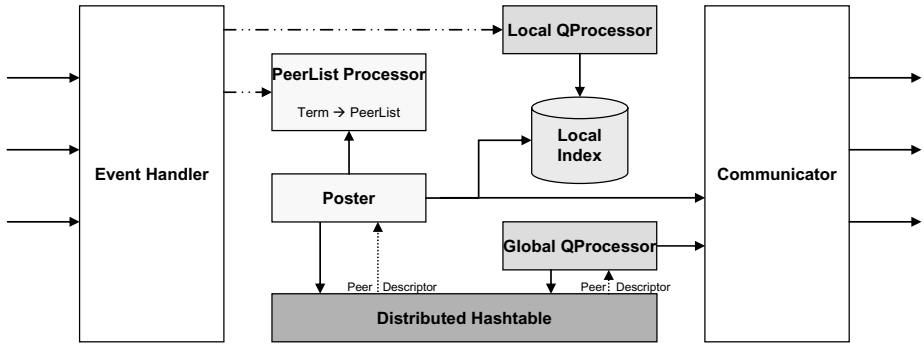 Local QProcessor
PeerList Processor
Term → PeerList
Local
Index
Event Handler
Communicator
Poster
Global QProcessor
Peer Descriptor
Peer Descriptor
Distributed Hashtable